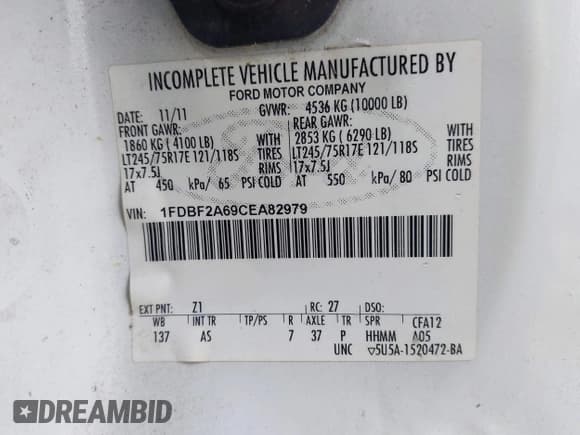 INCOMPLETE VEHICLE MANUFACTURED BY
FORD MOTOR COMPANY
DATE: 11/11 GVWR: 4536 KG (10000 LB)
FRONT GAWR: REAR GAWR:
1860 KG ( 4100 LB) WITH 2853 KG ( 6290 LB) WITH
LT245/75R17E 121/118S TIRES LT245/75R17E 121/118S TIRES
17x7.5J RIMS 17x7.5J RIMS
AT 450 kPa/ 65 PSI COLD AT 550 kPa/ 80 PSI COLD
VIN: 1FDBF2A69CEA82979
EXT PNT: Z1 RC: 27 DSO:
WB INT TR TP/PS R AXLE TR SPR CFA12
137 AS 7 37 P HHMM A05
UNC ▽5U5A-1520472-BA
DREAMBID